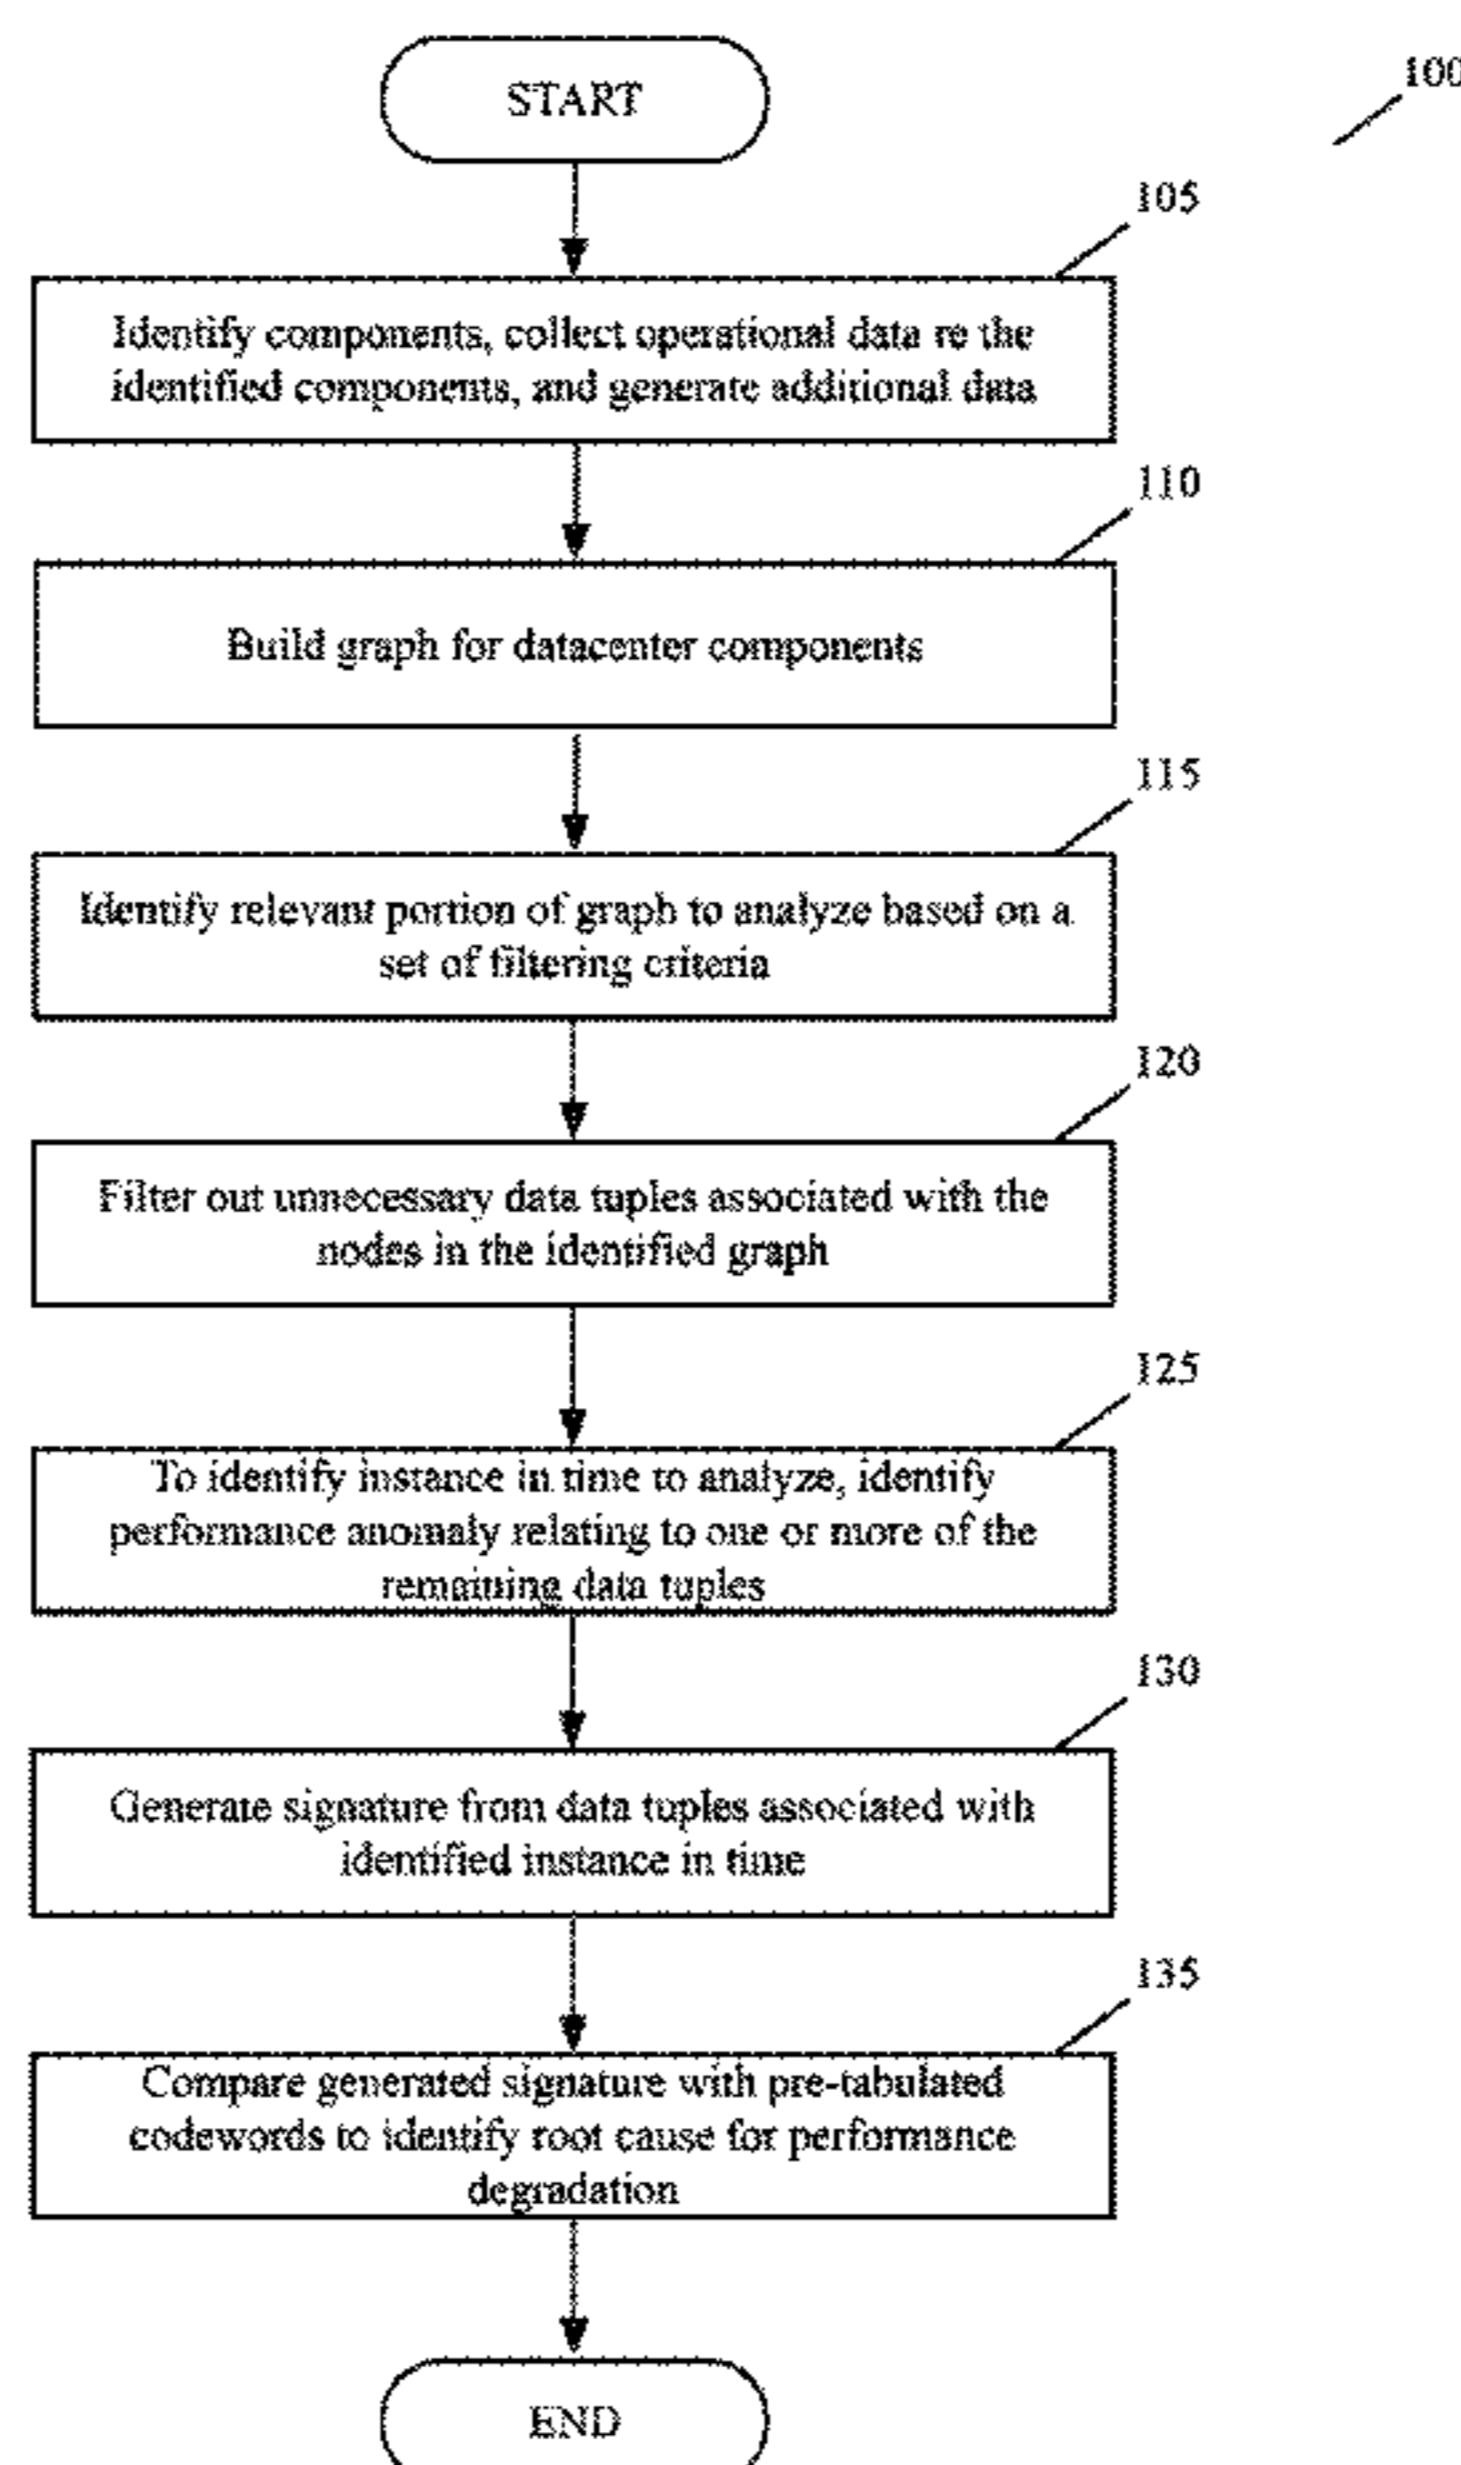 START
100
105
Identify components, collect operational data re the
identified components, and generate additional data
110
Build graph for datacenter components
115
Identify relevant portion of graph to analyze based on a
set of filtering criteria
120
Filter out unnecessary data tuples associated with the
nodes in the identified graph
125
To identify instance in time to analyze, identify
performance anomaly relating to one or more of the
remaining data tuples
130
Generate signature from data tuples associated with
identified instance in time
135
Compare generated signature with pre-tabulated
codewords to identify root cause for performance
degradation
END